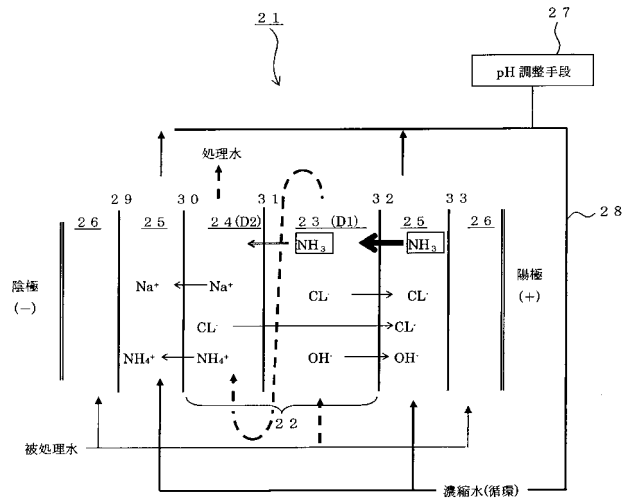 ２１
２７
pH 調整手段
処理水
２９
３０
３１
３２
３３
２６
２５
２４(D2)
２３(D1)
２５
２６
２８
NH₃
NH₃
陰極
(−)
陽極
(＋)
Na⁺
Na⁺
CL⁻
CL⁻
CL⁻
CL⁻
NH₄⁺
NH₄⁺
OH⁻
OH⁻
２２
被処理水
濃縮水(循環)